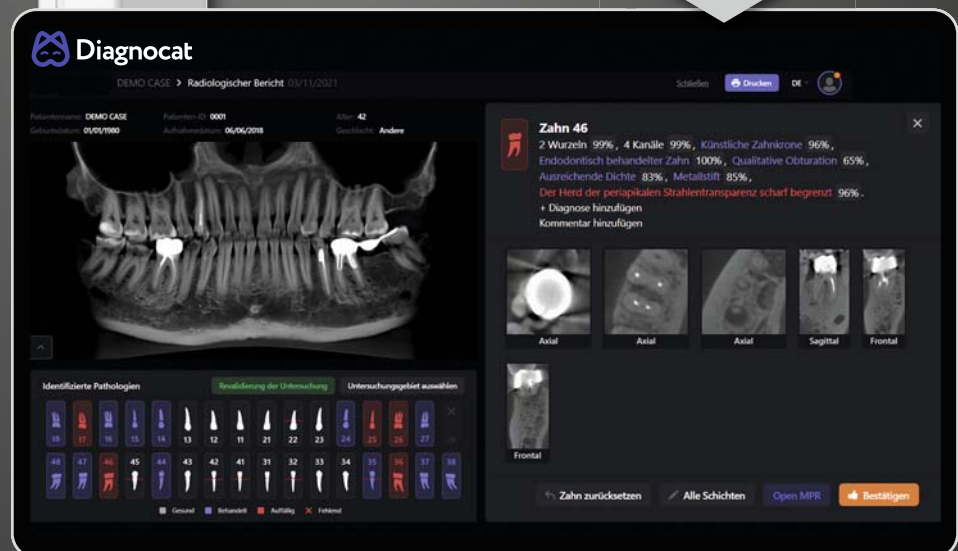 Diagnocat
DEMO CASE > Radiologischer Bericht 03/11/2021
Schließen Drucken DE
Patientenname: DEMO CASE Patienten-ID: 0001 Alter: 42
Geburtsdatum: 01/01/1980 Aufnahmedatum: 06/06/2018 Geschlecht: Andere
Identifizierte Pathologien Revalidierung der Untersuchung Untersuchungsgebiet auswählen
18 17 16 15 14 13 12 11 21 22 23 24 25 26 27
48 47 46 45 44 43 42 41 31 32 33 34 35 36 37 38
Gesund Behandelt Auffällig Fehlend
Zahn 46
2 Wurzeln 99%, 4 Kanäle 99%, Künstliche Zahnkrone 96%,
Endodontisch behandelter Zahn 100%, Qualitative Obturation 65%,
Ausreichende Dichte 83%, Metallstift 85%,
Der Herd der periapikalen Strahlentransparenz scharf begrenzt 96%.
+ Diagnose hinzufügen
Kommentar hinzufügen
Axial Axial Axial Sagittal Frontal
Frontal
Zahn zurücksetzen Alle Schichten Open MPR Bestätigen